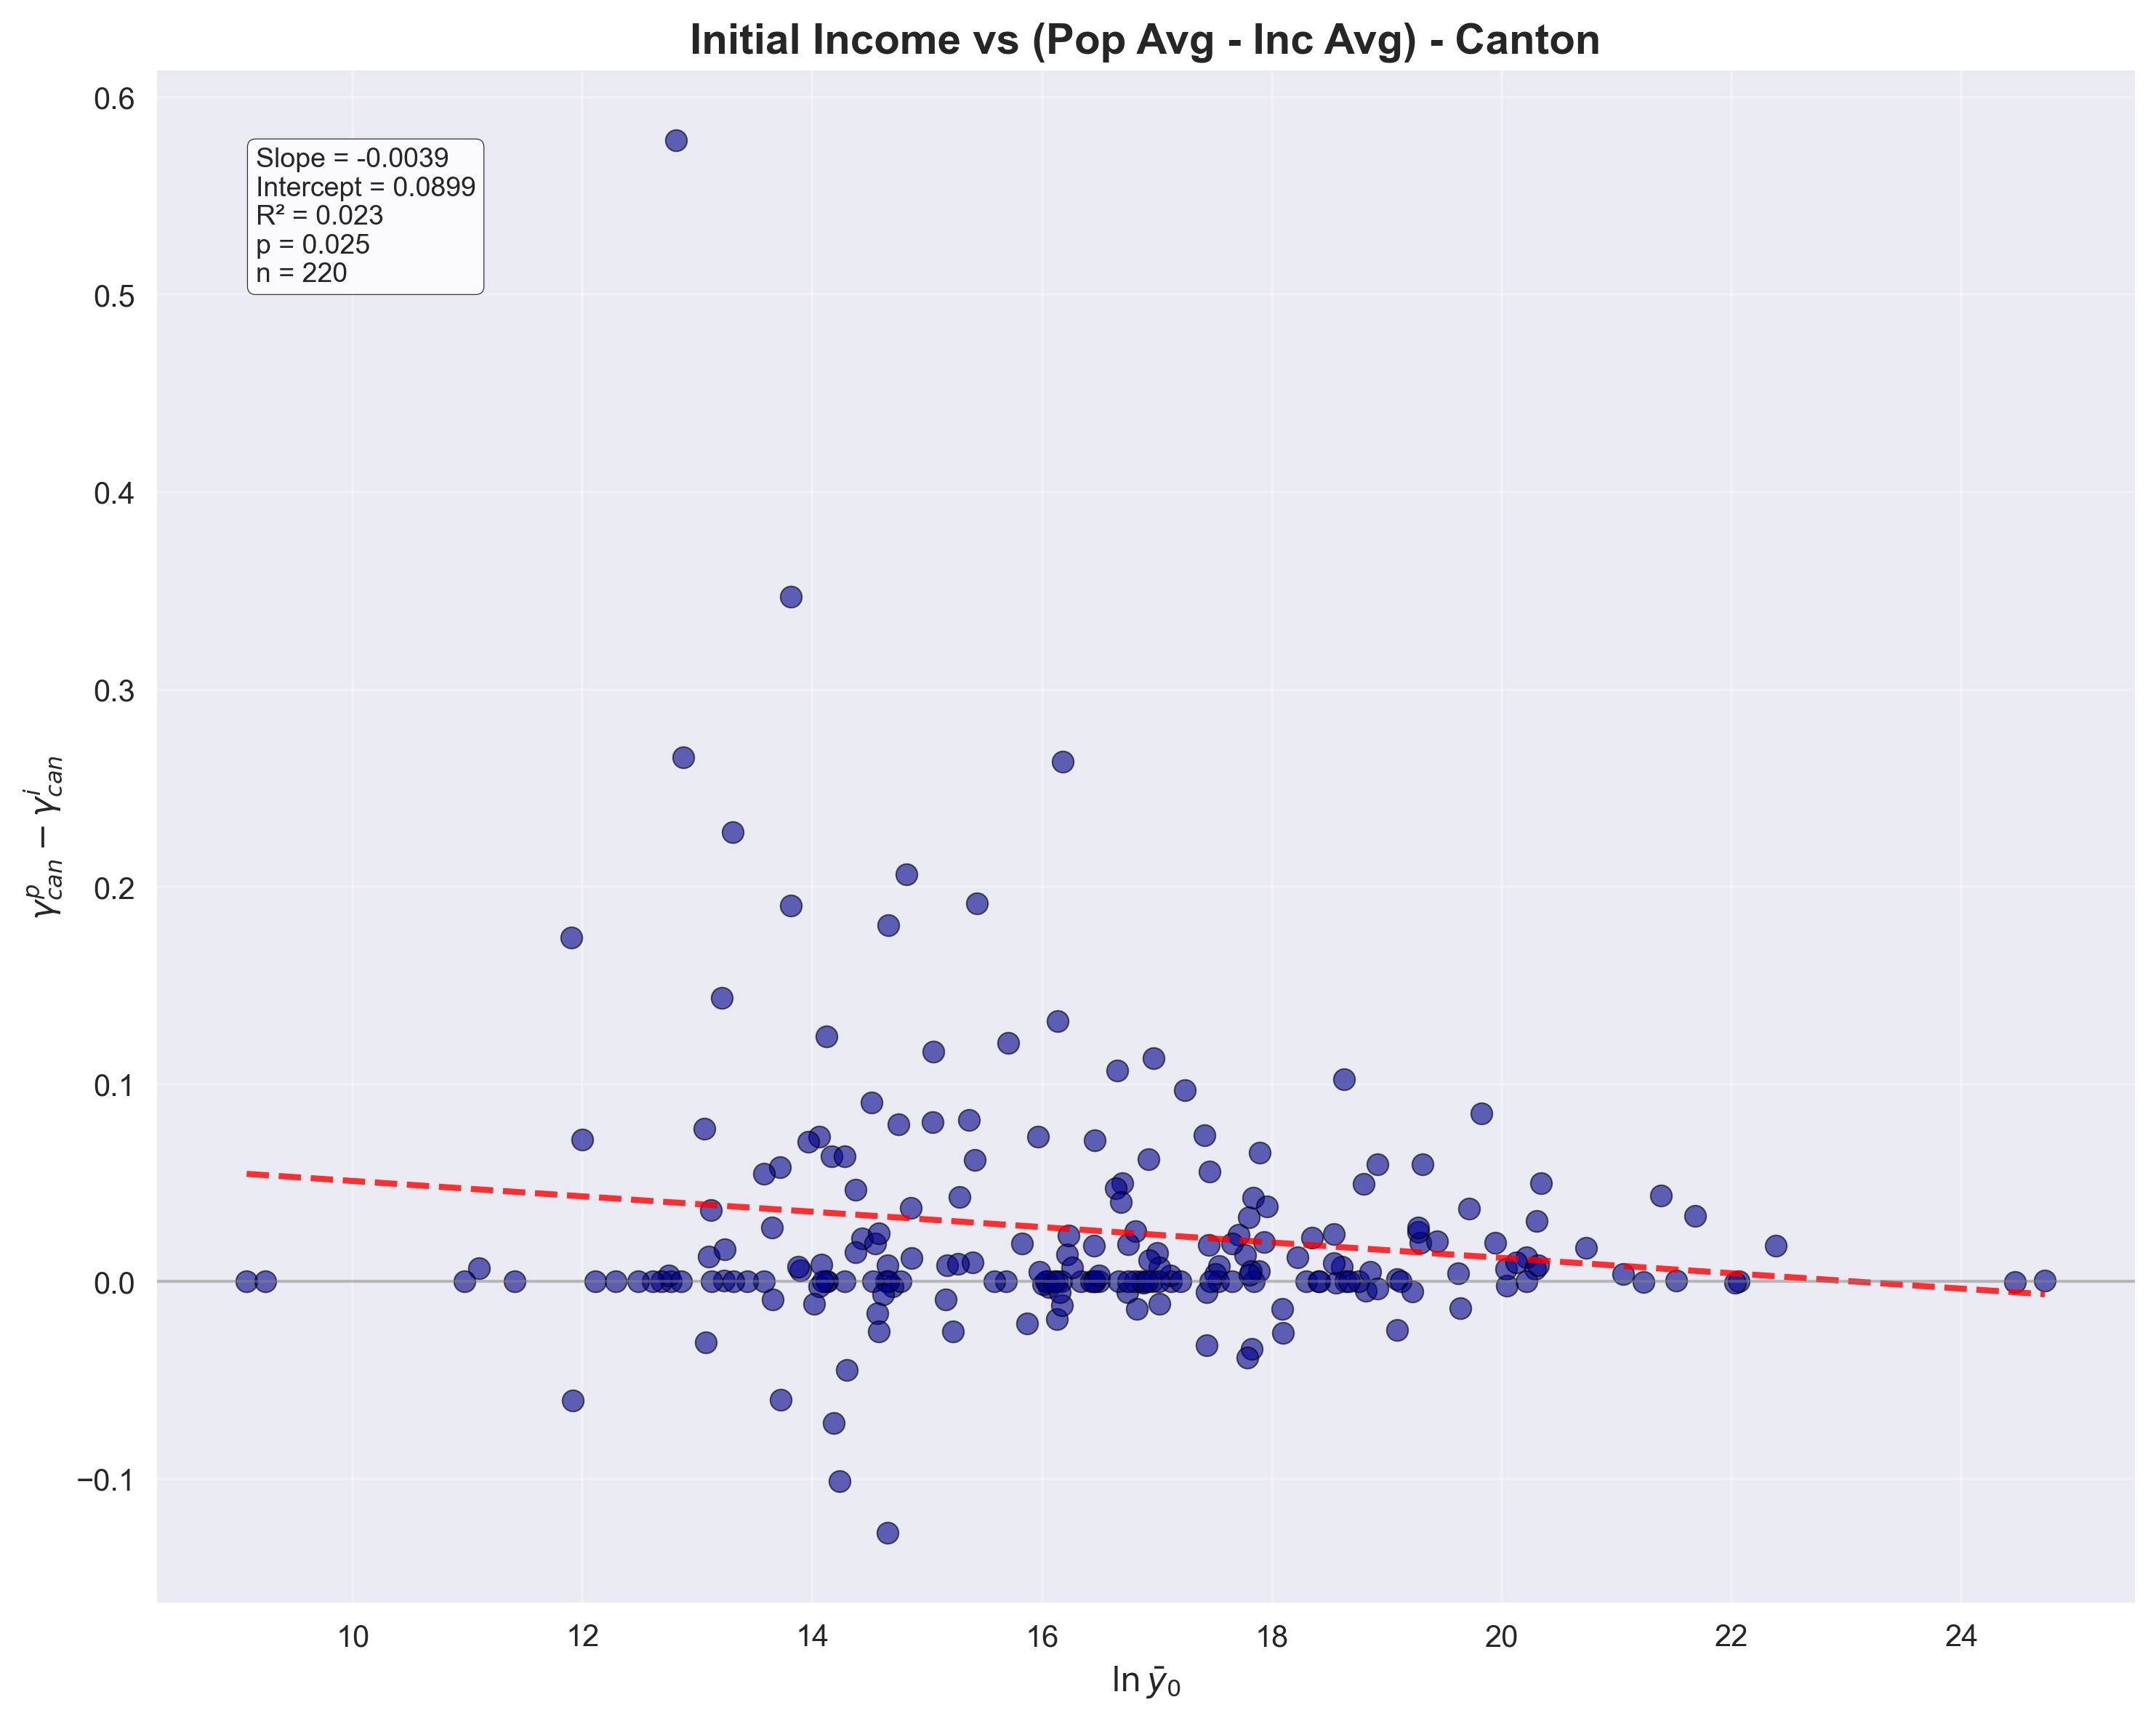 Initial Income vs (Pop Avg - Inc Avg) - Canton
0.6
0.5
0.4
0.3
0.2
0.1
0.0
−0.1
Slope = -0.0039
Intercept = 0.0899
R² = 0.023
p = 0.025
n = 220
γ^p_can − γ^i_can
10 12 14 16 18 20 22 24
ln ȳ₀